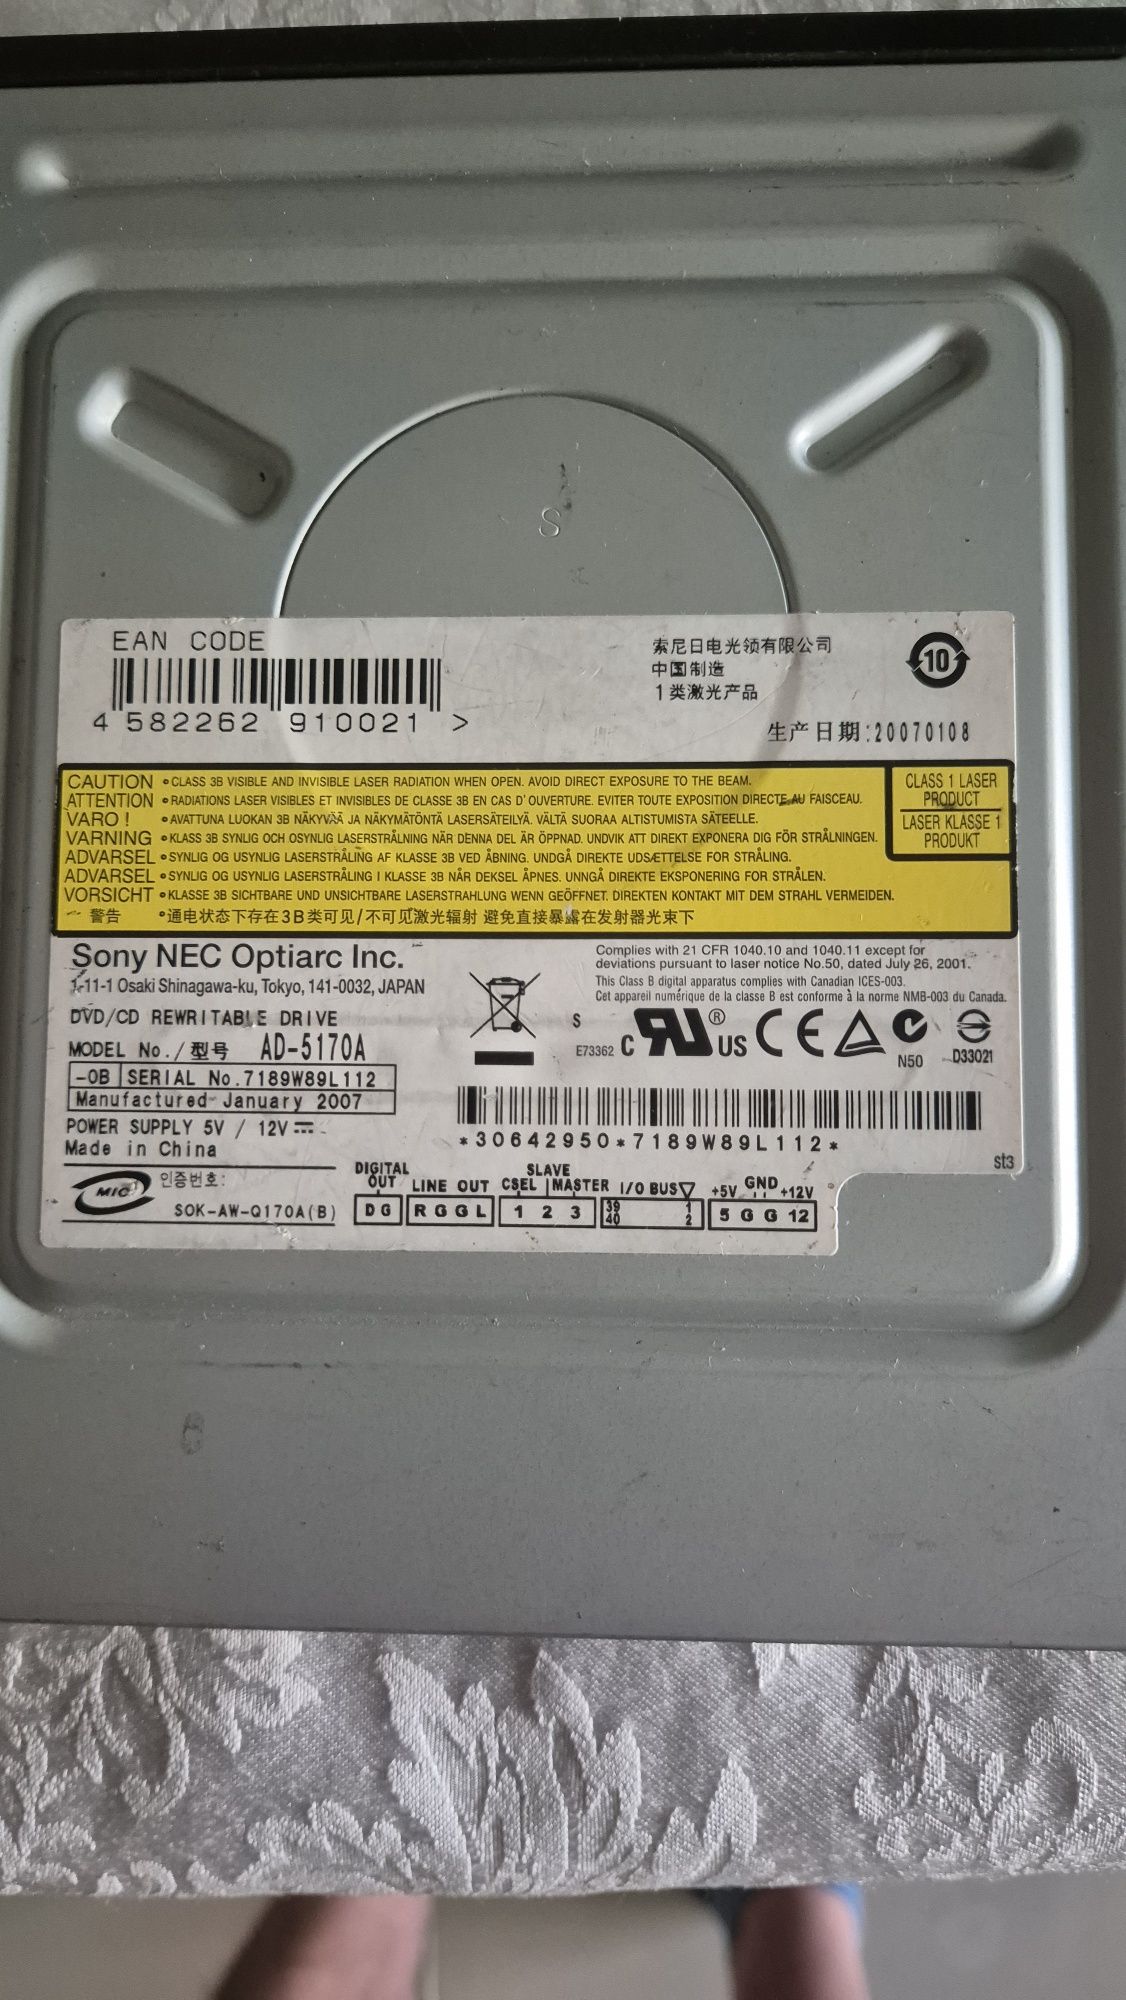 S
EAN CODE
4 582262 910021 >
索尼日电光领有限公司
中国制造
1类激光产品
10
生产日期:20070108
CAUTION •CLASS 3B VISIBLE AND INVISIBLE LASER RADIATION WHEN OPEN. AVOID DIRECT EXPOSURE TO THE BEAM.
ATTENTION •RADIATIONS LASER VISIBLES ET INVISIBLES DE CLASSE 3B EN CAS D'OUVERTURE. EVITER TOUTE EXPOSITION DIRECTE AU FAISCEAU.
VARO ! •AVATTUNA LUOKAN 3B NÄKYVÄÄ JA NÄKYMÄTÖNTÄ LASERSÄTEILYÄ. VÄLTÄ SUORAA ALTISTUMISTA SÄTEELLE.
VARNING •KLASS 3B SYNLIG OCH OSYNLIG LASERSTRÅLNING NÄR DENNA DEL ÄR ÖPPNAD. UNDVIK ATT DIREKT EXPONERA DIG FÖR STRÅLNINGEN.
ADVARSEL •SYNLIG OG USYNLIG LASERSTRÅLING AF KLASSE 3B VED ÅBNING. UNDGÅ DIREKTE UDSÆTTELSE FOR STRÅLING.
ADVARSEL •SYNLIG OG USYNLIG LASERSTRÅLING I KLASSE 3B NÅR DEKSEL ÅPNES. UNNGÅ DIREKTE EKSPONERING FOR STRÅLEN.
VORSICHT •KLASSE 3B SICHTBARE UND UNSICHTBARE LASERSTRAHLUNG WENN GEÖFFNET. DIREKTEN KONTAKT MIT DEM STRAHL VERMEIDEN.
警告 •通电状态下存在3B类可见/不可见激光辐射 避免直接暴露在发射器光束下
CLASS 1 LASER
PRODUCT
LASER KLASSE 1
PRODUKT
Sony NEC Optiarc Inc.
1-11-1 Osaki Shinagawa-ku, Tokyo, 141-0032, JAPAN
DVD/CD REWRITABLE DRIVE
MODEL No./型号 AD-5170A
-0B SERIAL No.7189W89L112
Manufactured January 2007
POWER SUPPLY 5V / 12V
Made in China
Complies with 21 CFR 1040.10 and 1040.11 except for
deviations pursuant to laser notice No.50, dated July 26, 2001.
This Class B digital apparatus complies with Canadian ICES-003.
Cet appareil numérique de la classe B est conforme à la norme NMB-003 du Canada.
S
E73362 C UR ® US CE N50 D33021
*30642950*7189W89L112*
st3
MIC 인증번호:
SOK-AW-Q170A(B)
DIGITAL OUT LINE OUT SLAVE CSEL | MASTER I/O BUS +5V GND +12V
D G R G G L 1 2 3 39 40 1 2 5 G G 12